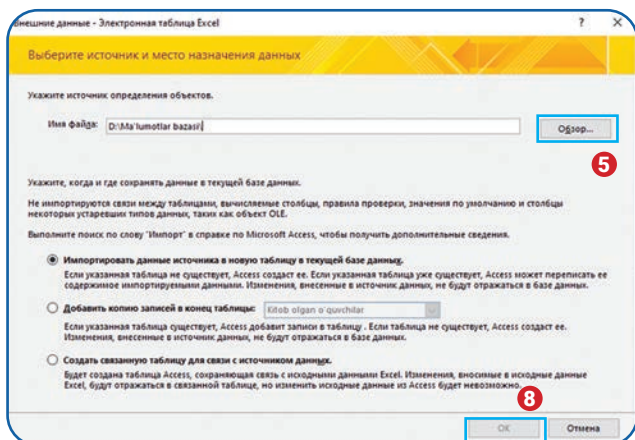 Внешние данные - Электронная таблица Excel
? X
Выберите источник и место назначения данных
Укажите источник определения объектов.
Имя файла: D:\Ma'lumotlar bazasi\
Обзор...
5
Укажите, когда и где сохранять данные в текущей базе данных.
Не импортируются связи между таблицами, вычисляемые столбцы, правила проверки, значения по умолчанию и столбцы
некоторых устаревших типов данных, таких как объект OLE.
Выполните поиск по слову "Импорт" в справке по Microsoft Access, чтобы получить дополнительные сведения.
Импортировать данные источника в новую таблицу в текущей базе данных.
Если указанная таблица не существует, Access создаст ее. Если указанная таблица уже существует, Access может переписать ее
содержимое импортируемыми данными. Изменения, внесенные в источник данных, не будут отражаться в базе данных.
Добавить копию записей в конец таблицы: Kitob olgan o`quvchilar
Если указанная таблица существует, Access добавит записи в таблицу. Если таблица не существует, Access создаст ее.
Изменения, внесенные в источник данных, не будут отражаться в базе данных.
Создать связанную таблицу для связи с источником данных.
Будет создана таблица Access, сохраняющая связь с исходными данными Excel. Изменения, вносимые в исходные данные
Excel, будут отражаться в связанной таблице, но изменить исходные данные из Access будет невозможно.
8
ОК
Отмена